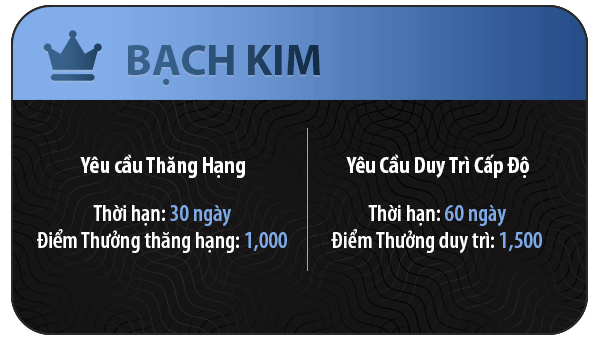 BẠCH KIM
Yêu cầu Thăng Hạng
Thời hạn: 30 ngày
Điểm Thưởng thăng hạng: 1,000
Yêu Cầu Duy Trì Cấp Độ
Thời hạn: 60 ngày
Điểm Thưởng duy trì: 1,500